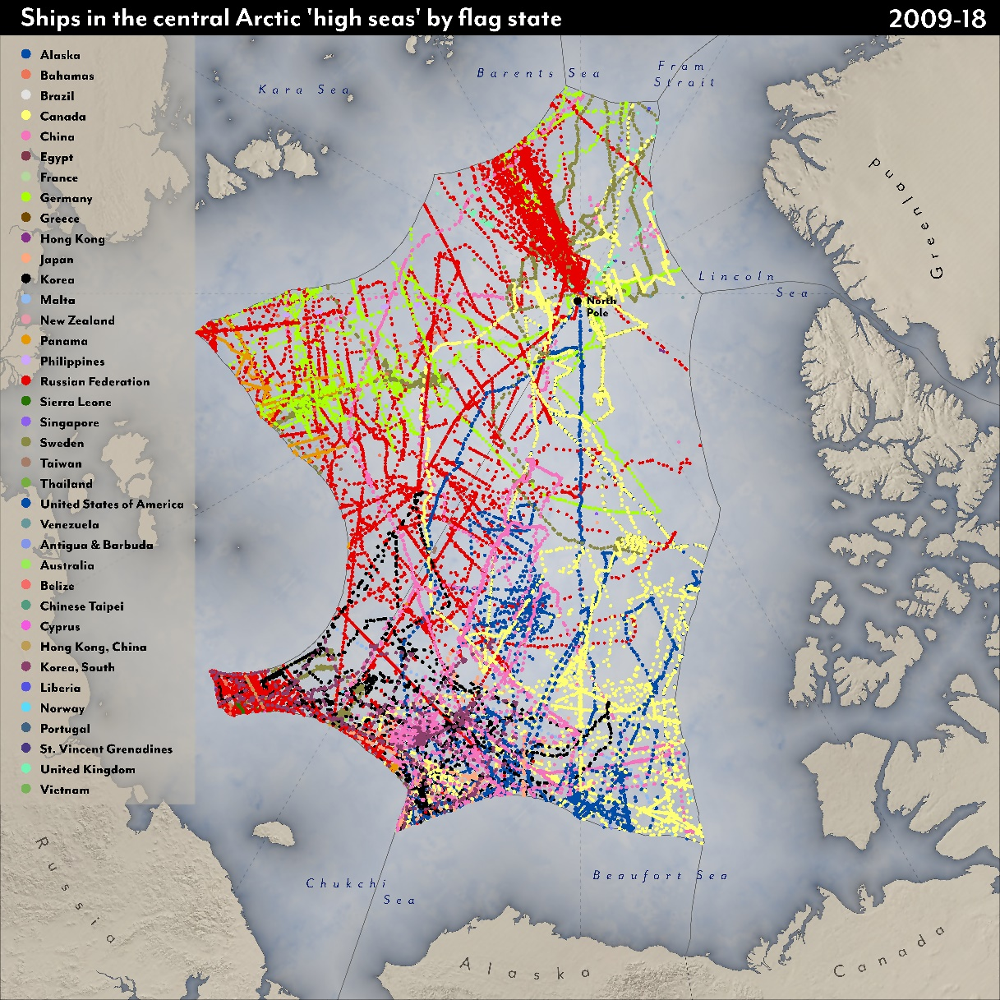 Ships in the central Arctic 'high seas' by flag state
2009-18
Alaska
Bahamas
Brazil
Canada
China
Egypt
France
Germany
Greece
Hong Kong
Japan
Korea
Malta
New Zealand
Panama
Philippines
Russian Federation
Sierra Leone
Singapore
Sweden
Taiwan
Thailand
United States of America
Venezuela
Antigua & Barbuda
Australia
Belize
Chinese Taipei
Cyprus
Hong Kong, China
Korea, South
Liberia
Norway
Portugal
St. Vincent Grenadines
United Kingdom
Vietnam
Kara Sea
Barents Sea
Fram
Strait
Greenland
Lincoln
Sea
North
Pole
Chukchi
Sea
Beaufort Sea
Russia
Alaska
Canada